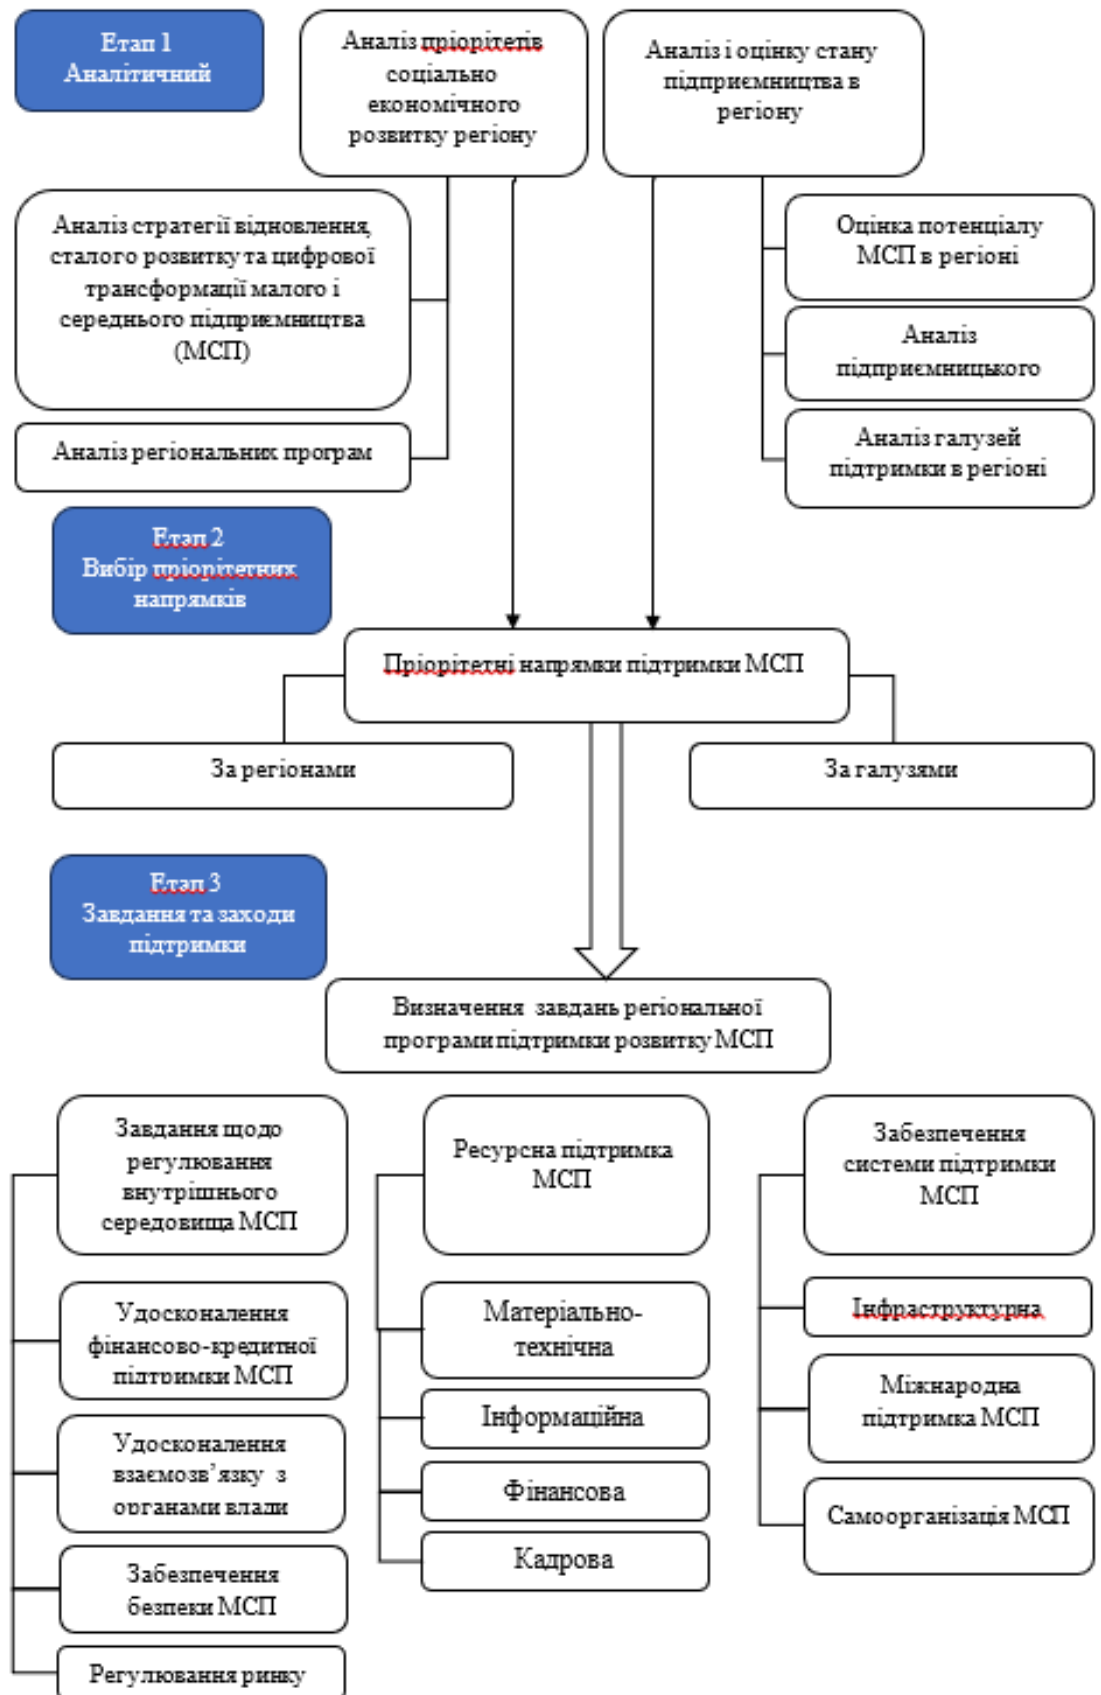 Етап 1
Аналітичний
Аналіз пріорітетів
соціально
економічного
розвитку регіону
Аналіз і оцінку стану
підприємництва в
регіону
Аналіз стратегії відновлення,
сталого розвитку та цифрової
трансформації малого і
середнього підприємництва
(МСП)
Аналіз регіональних програм
Оцінка потенціалу
МСП в регіоні
Аналіз
підприємницького
Аналіз галузей
підтримки в регіоні
Етап 2
Вибір пріорітетних
напрямків
Пріорітетні напрямки підтримки МСП
За регіонами
За галузями
Етап 3
Завдання та заходи
підтримки
Визначення завдань регіональної
програми підтримки розвитку МСП
Завдання щодо
регулювання
внутрішнього
середовища МСП
Удосконалення
фінансово-кредитної
підтримки МСП
Удосконалення
взаємозв’язку з
органами влади
Забезпечення
безпеки МСП
Регулювання ринку
Ресурсна підтримка
МСП
Матеріально-
технічна
Інформаційна
Фінансова
Кадрова
Забезпечення
системи підтримки
МСП
Інфраструктурна
Міжнародна
підтримка МСП
Самоорганізація МСП